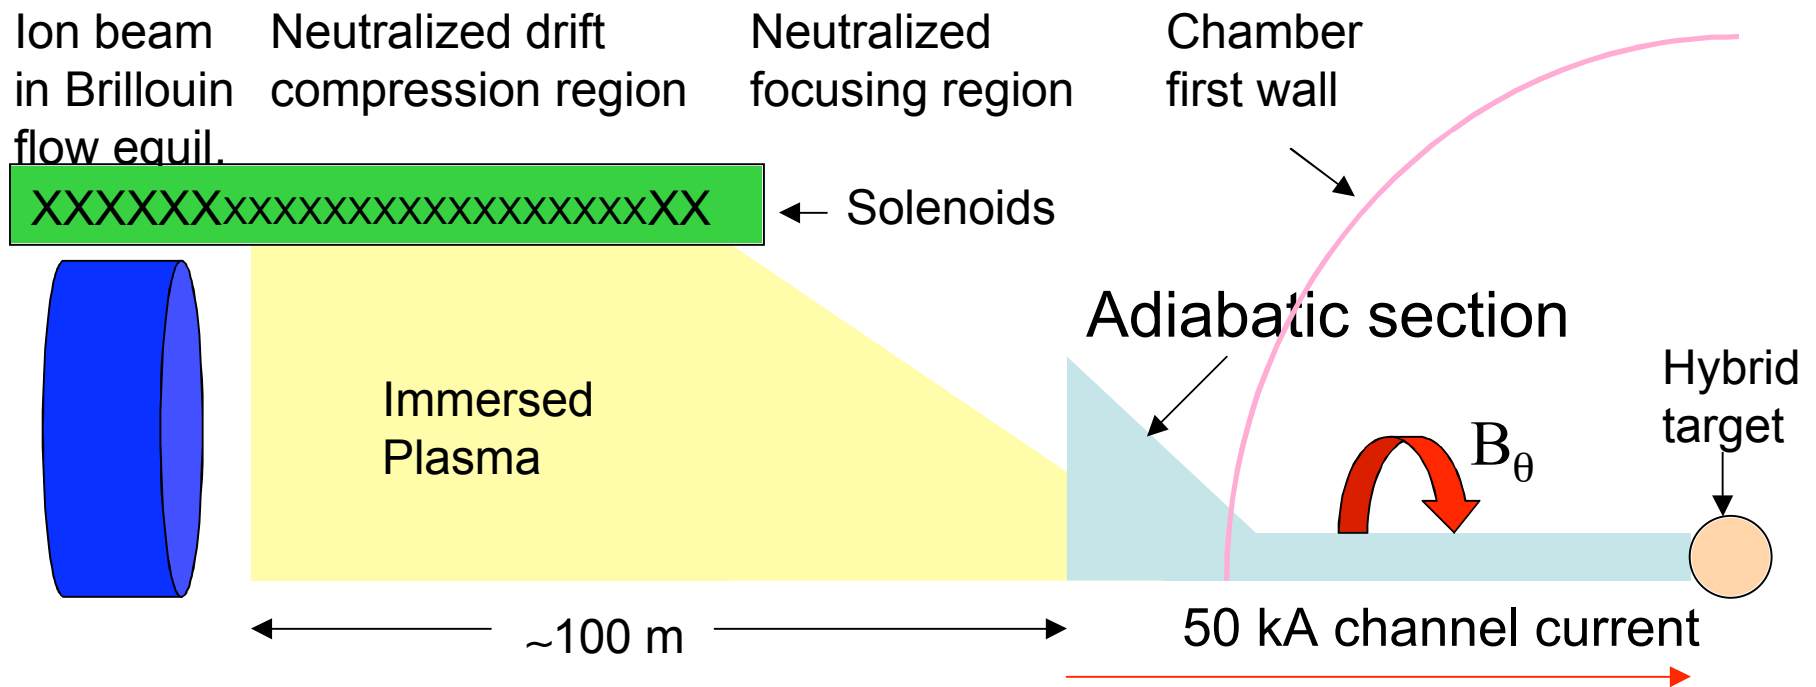 Ion beam
in Brillouin
flow equil.
Neutralized drift
compression region
Neutralized
focusing region
Chamber
first wall
XXXXXXxxxxxxxxxxxxxxxxxXX
Solenoids
Adiabatic section
Immersed
Plasma
Hybrid
target
Bθ
~100 m
50 kA channel current